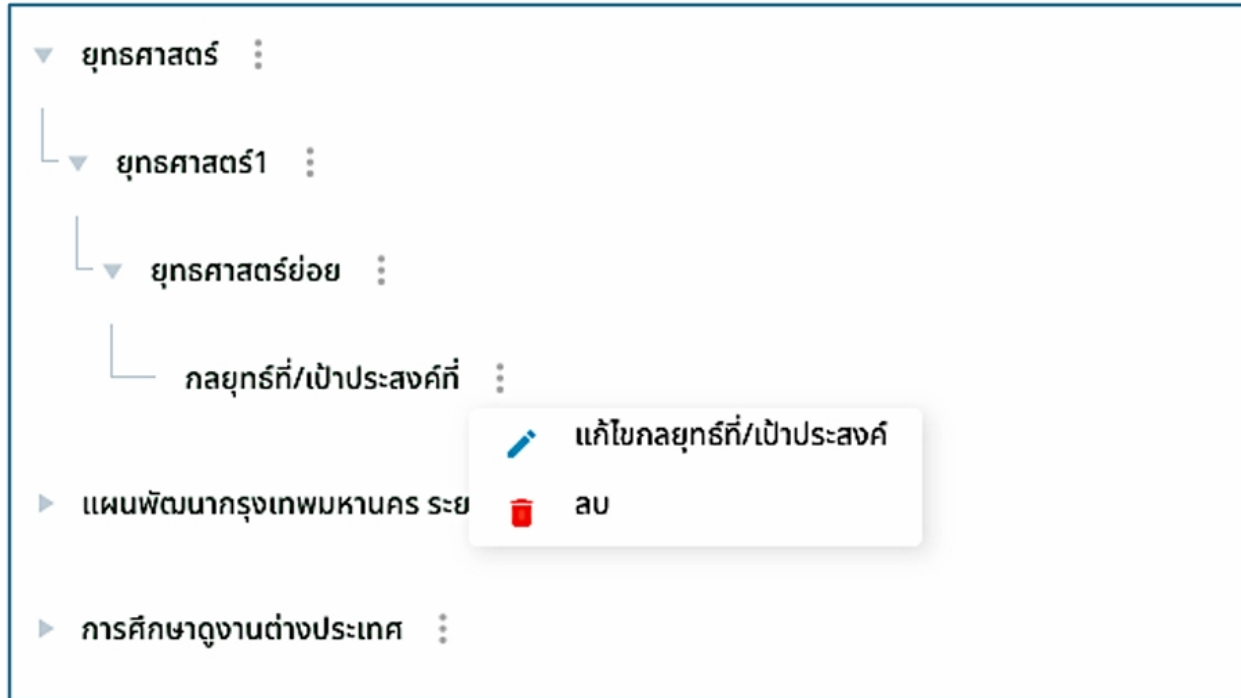 ยุทธศาสตร์
ยุทธศาสตร์1
ยุทธศาสตร์ย่อย
กลยุทธ์ที่/เป้าประสงค์ที่
แก้ไขกลยุทธ์ที่/เป้าประสงค์
ลบ
แผนพัฒนากรุงเทพมหานคร ระย
การศึกษาดูงานต่างประเทศ